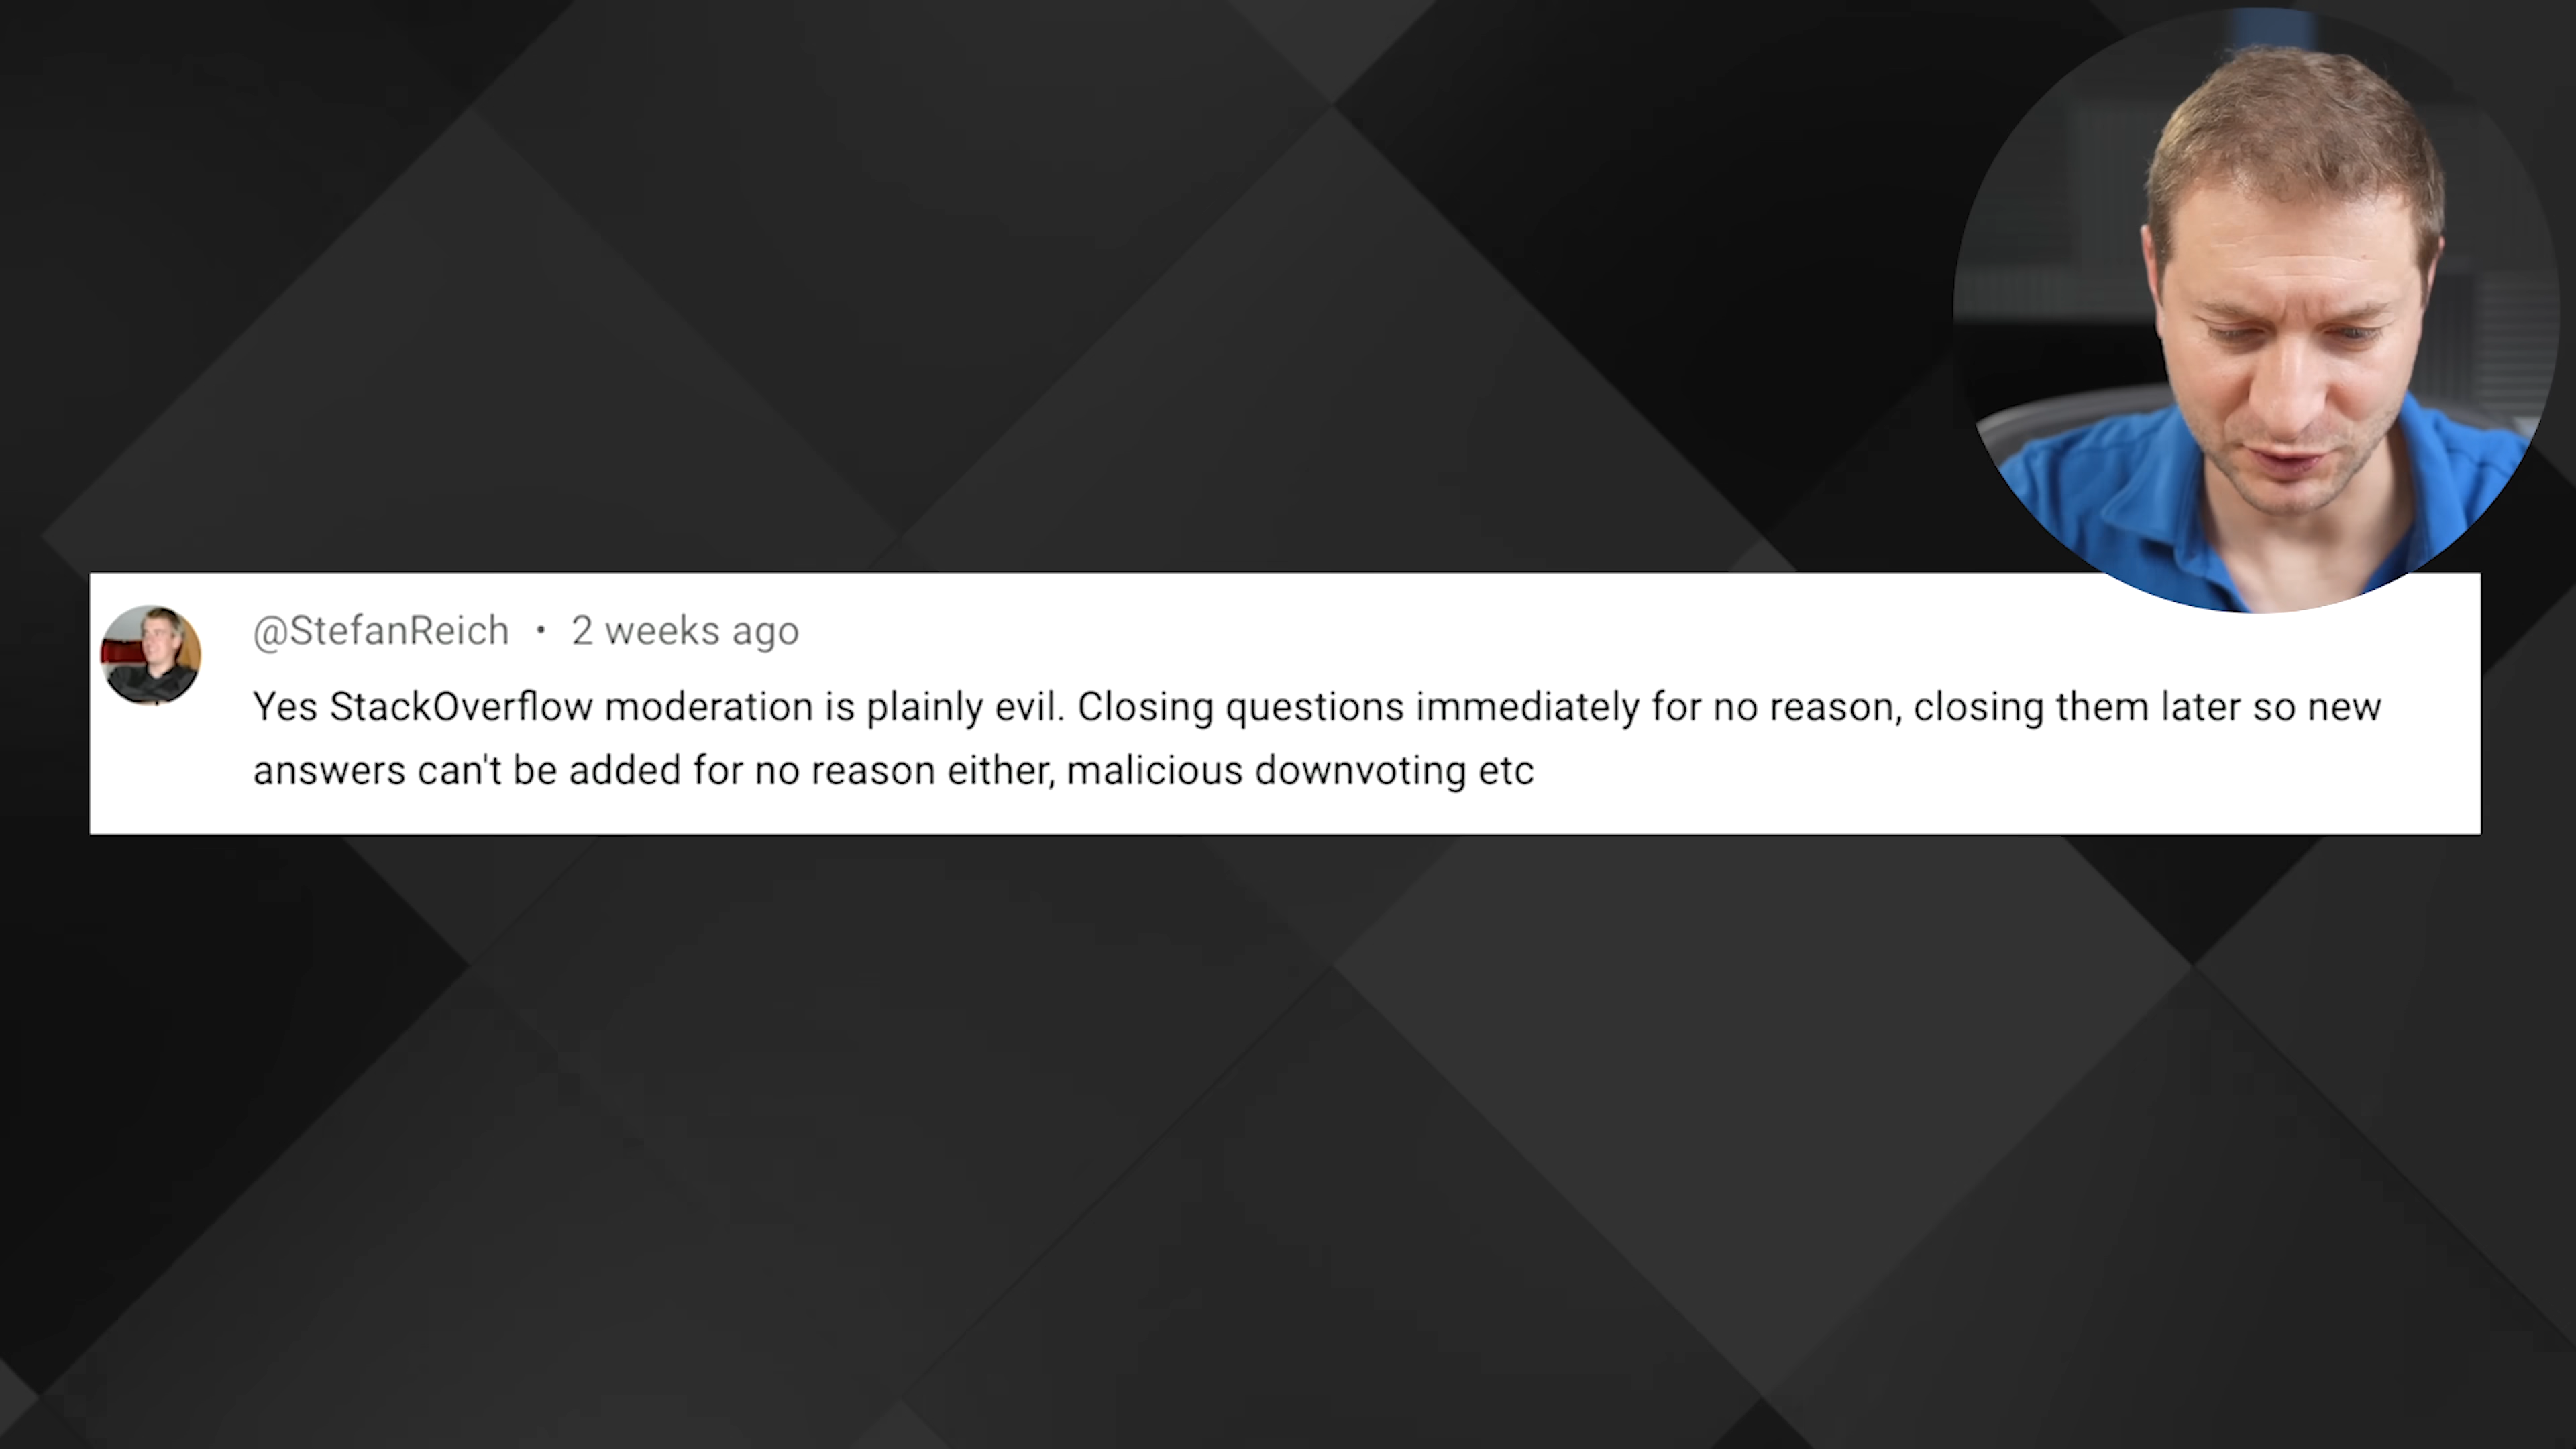 @StefanReich • 2 weeks ago
Yes StackOverflow moderation is plainly evil. Closing questions immediately for no reason, closing them later so new
answers can't be added for no reason either, malicious downvoting etc